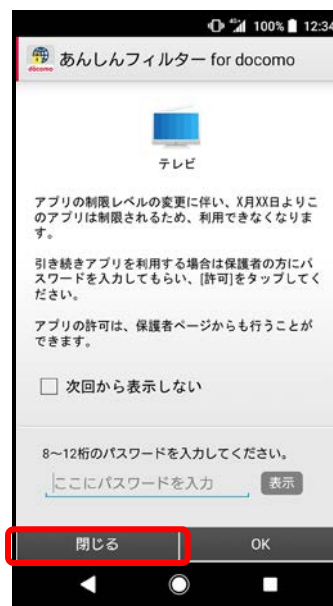 100% 12:34
あんしんフィルター for docomo
テレビ
アプリの制限レベルの変更に伴い、X月XX日よりこ
のアプリは制限されるため、利用できなくなりま
す。
引き続きアプリを利用する場合は保護者の方にパ
スワードを入力してもらい、[許可]をタップしてく
ださい。
アプリの許可は、保護者ページからも行うことが
できます。
次回から表示しない
8~12桁のパスワードを入力してください。
ここにパスワードを入力 表示
閉じる OK